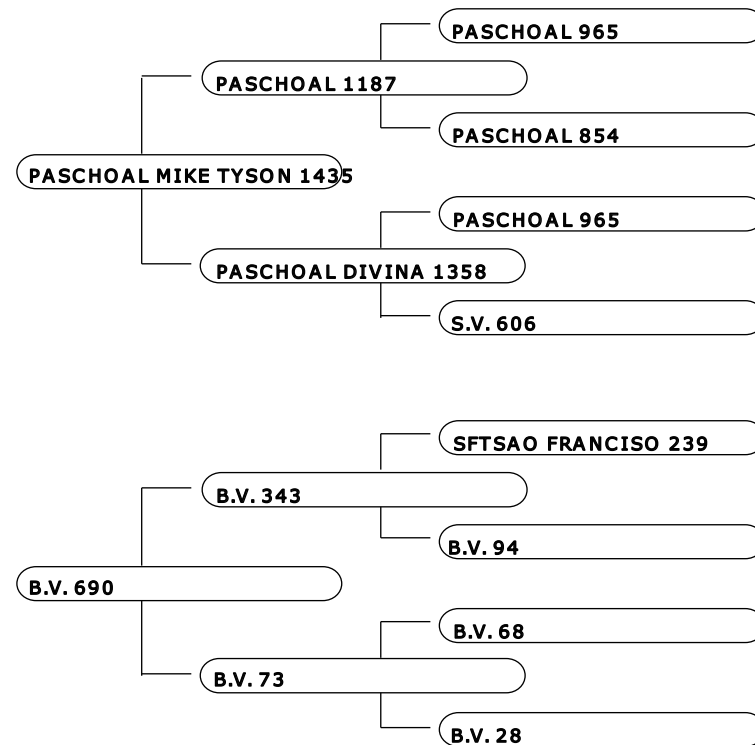 PASCHOAL 965
PASCHOAL 1187
PASCHOAL 854
PASCHOAL MIKE TYSON 1435
PASCHOAL 965
PASCHOAL DIVINA 1358
S.V. 606
SFTSAO FRANCISO 239
B.V. 343
B.V. 94
B.V. 690
B.V. 68
B.V. 73
B.V. 28